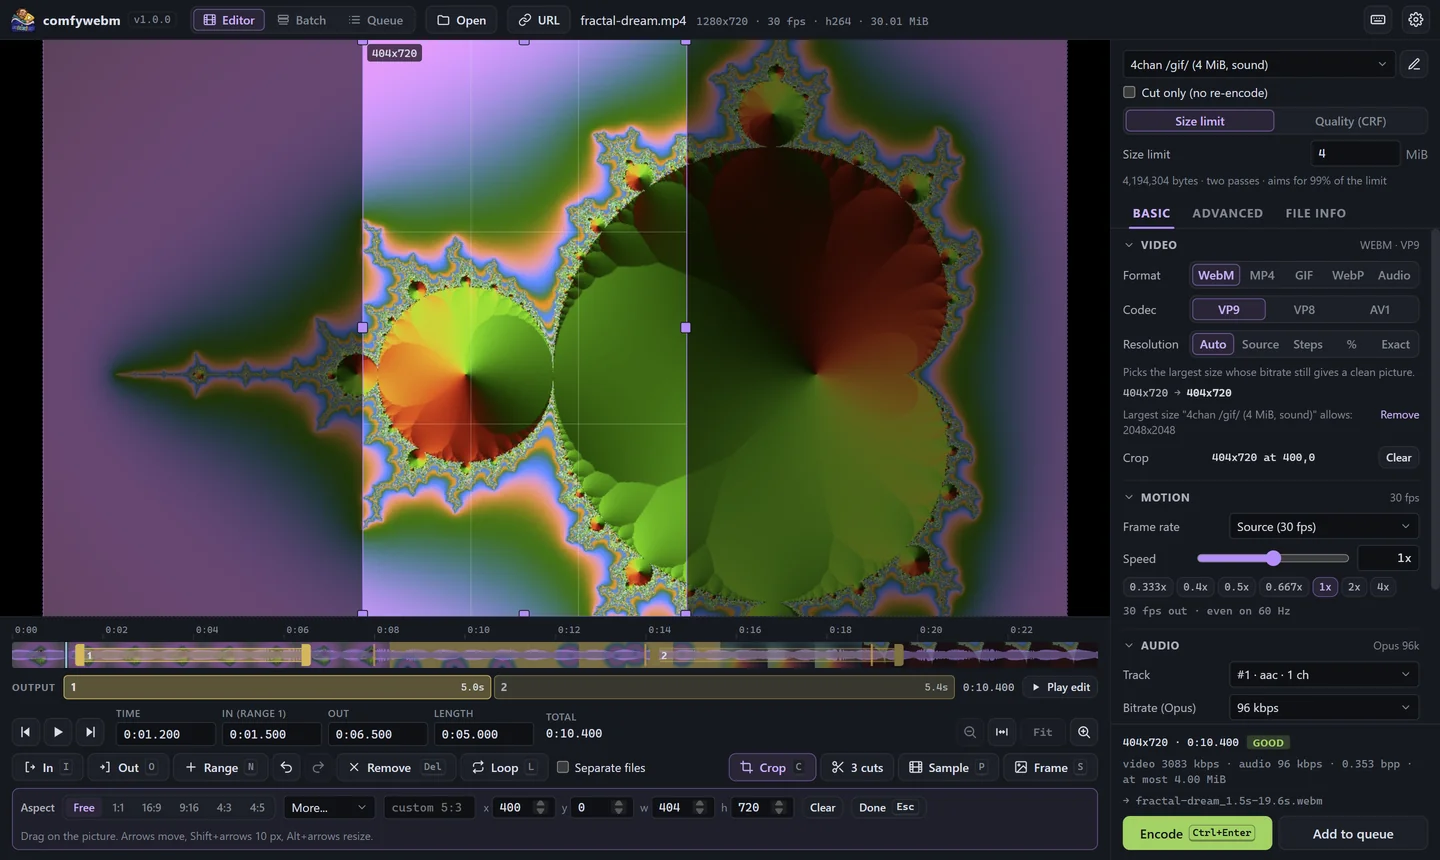 comfywebm v1.0.0 Editor Batch Queue Open URL fractal-dream.mp4 1280x720 · 30 fps · h264 · 30.01 MiB
404x720
4chan /gif/ (4 MiB, sound)
Cut only (no re-encode)
Size limit Quality (CRF)
Size limit 4 MiB
4,194,304 bytes · two passes · aims for 99% of the limit
BASIC ADVANCED FILE INFO
VIDEO WEBM · VP9
Format WebM MP4 GIF WebP Audio
Codec VP9 VP8 AV1
Resolution Auto Source Steps % Exact
Picks the largest size whose bitrate still gives a clean picture.
404x720 → 404x720
Largest size "4chan /gif/ (4 MiB, sound)" allows: Remove
2048x2048
Crop 404x720 at 400,0 Clear
MOTION 30 fps
Frame rate Source (30 fps)
Speed 1x
0.333x 0.4x 0.5x 0.667x 1x 2x 4x
30 fps out · even on 60 Hz
AUDIO Opus 96k
Track #1 · aac · 1 ch
Bitrate (Opus) 96 kbps
404x720 · 0:10.400 GOOD
video 3083 kbps · audio 96 kbps · 0.353 bpp ·
at most 4.00 MiB
→ fractal-dream_1.5s-19.6s.webm
Encode Ctrl+Enter Add to queue
0:00 0:02 0:04 0:06 0:08 0:10 0:12 0:14 0:16 0:18 0:20 0:22
1 2
OUTPUT 1 5.0s 2 5.4s 0:10.400 Play edit
TIME IN (RANGE 1) OUT LENGTH TOTAL
0:01.200 0:01.500 0:06.500 0:05.000 0:10.400 Fit
In I Out O Range N Remove Del Loop L Separate files Crop C 3 cuts Sample P Frame S
Aspect Free 1:1 16:9 9:16 4:3 4:5 More... custom 5:3 x 400 y 0 w 404 h 720 Clear Done Esc
Drag on the picture. Arrows move, Shift+arrows 10 px, Alt+arrows resize.